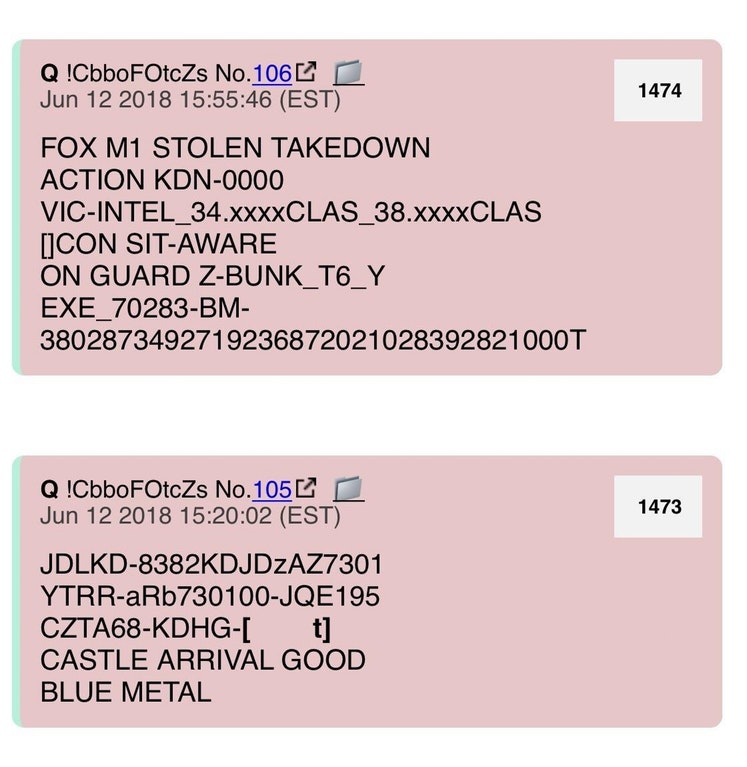 Q !CbboFOtcZs No.106
Jun 12 2018 15:55:46 (EST)
1474
FOX M1 STOLEN TAKEDOWN
ACTION KDN-0000
VIC-INTEL_34.xxxxCLAS_38.xxxxCLAS
[]CON SIT-AWARE
ON GUARD Z-BUNK_T6_Y
EXE_70283-BM-
380287349271923687202102839282​1000T
Q !CbboFOtcZs No.105
Jun 12 2018 15:20:02 (EST)
1473
JDLKD-8382KDJDzAZ7301
YTRR-aRb730100-JQE195
CZTA68-KDHG-[        t]
CASTLE ARRIVAL GOOD
BLUE METAL